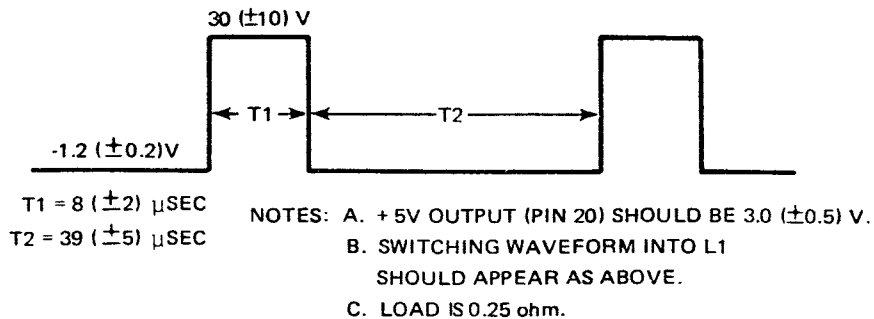 30 (±10) V
T1
T2
-1.2 (±0.2)V
T1 = 8 (±2) µSEC
T2 = 39 (±5) µSEC
NOTES: A. + 5V OUTPUT (PIN 20) SHOULD BE 3.0 (±0.5) V.
B. SWITCHING WAVEFORM INTO L1
SHOULD APPEAR AS ABOVE.
C. LOAD IS 0.25 ohm.